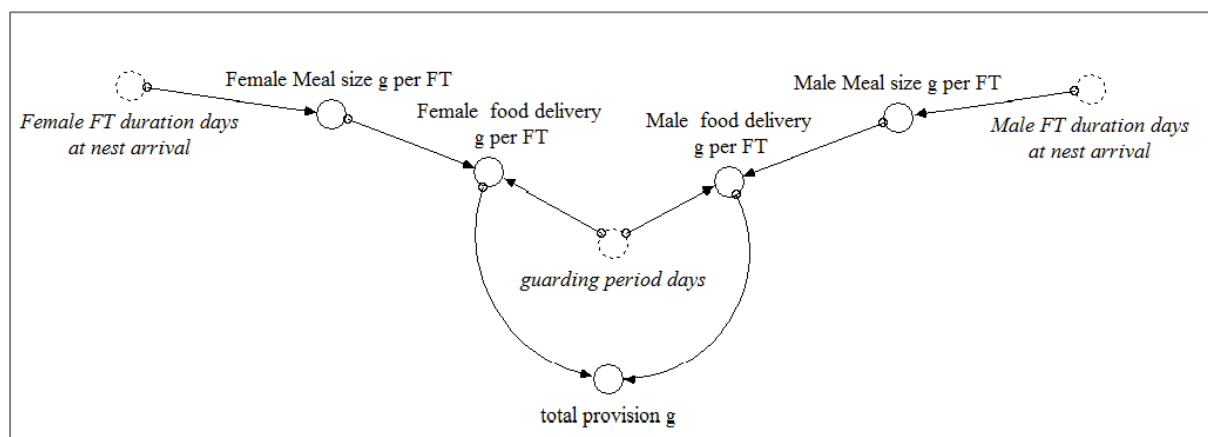 Female Meal size g per FT
Male Meal size g per FT
Female FT duration days
at nest arrival
Female food delivery
g per FT
Male food delivery
g per FT
Male FT duration days
at nest arrival
guarding period days
total provision g